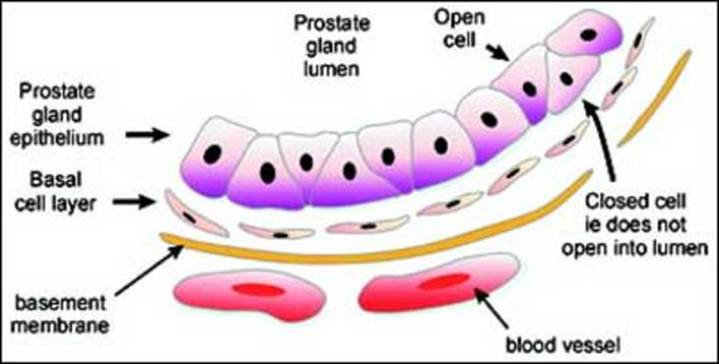 Prostate
gland
lumen
Open
cell
Prostate
gland
epithelium
Basal
cell layer
Closed cell
ie does not
open into lumen
basement
membrane
blood vessel